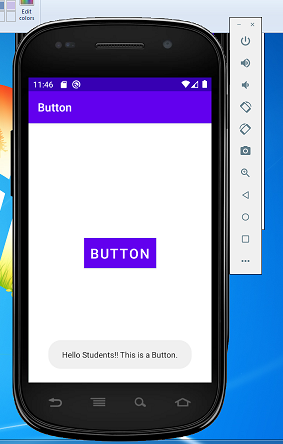 Edit
colors
11:46
Button
BUTTON
Hello Students!! This is a Button.